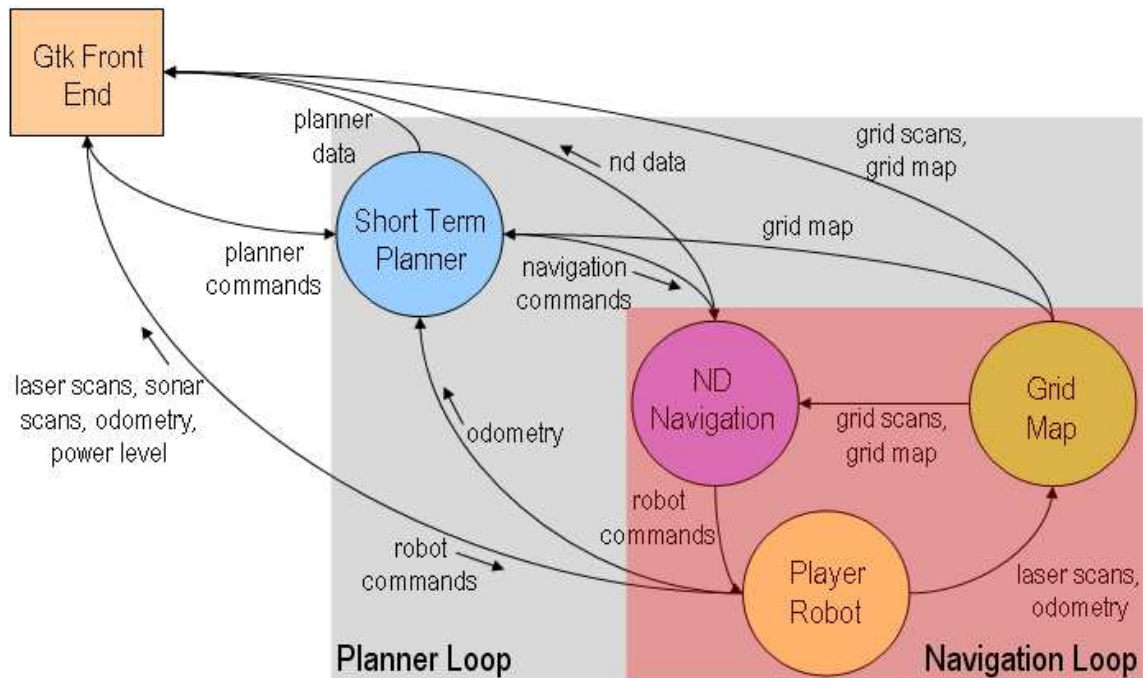 Gtk Front
End
planner
data
nd data
grid scans,
grid map
Short Term
Planner
grid map
planner
commands
navigation
commands
laser scans, sonar
scans, odometry,
power level
odometry
ND
Navigation
grid scans,
grid map
Grid
Map
robot
commands
robot
commands
Player
Robot
laser scans,
odometry
Planner Loop
Navigation Loop